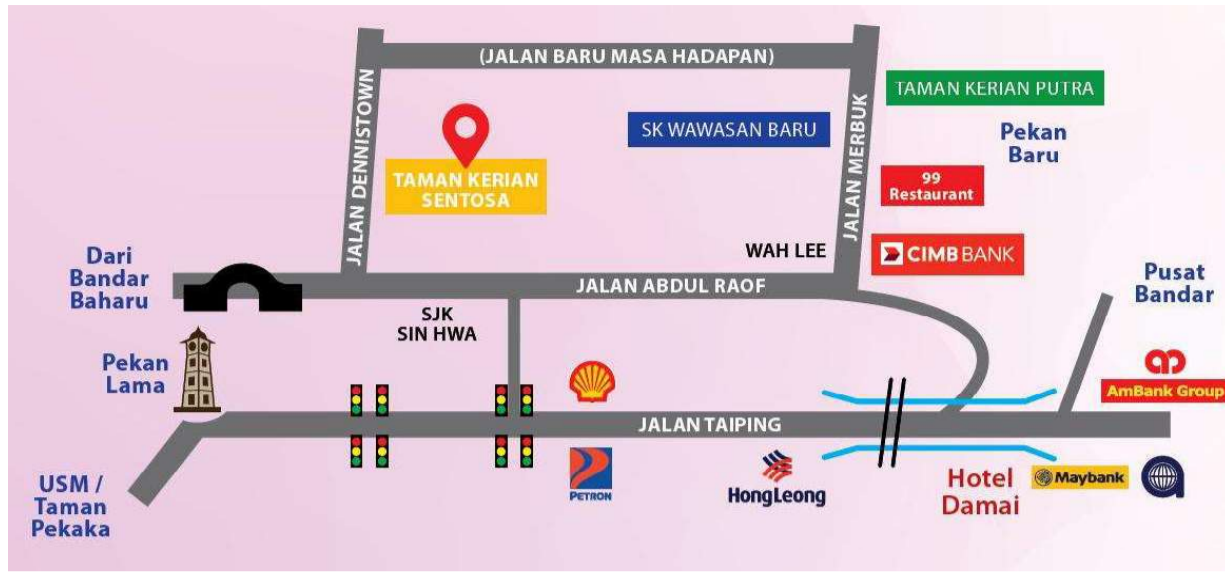 (JALAN BARU MASA HADAPAN)
JALAN DENNISTOWN
JALAN MERBUK
TAMAN KERIAN PUTRA
SK WAWASAN BARU
Pekan
Baru
TAMAN KERIAN
SENTOSA
99
Restaurant
WAH LEE
CIMB BANK
Dari
Bandar
Baharu
JALAN ABDUL RAOF
Pusat
Bandar
SJK
SIN HWA
Pekan
Lama
AmBank Group
JALAN TAIPING
USM /
Taman
Pekaka
PETRON
HongLeong
Hotel
Damai
Maybank